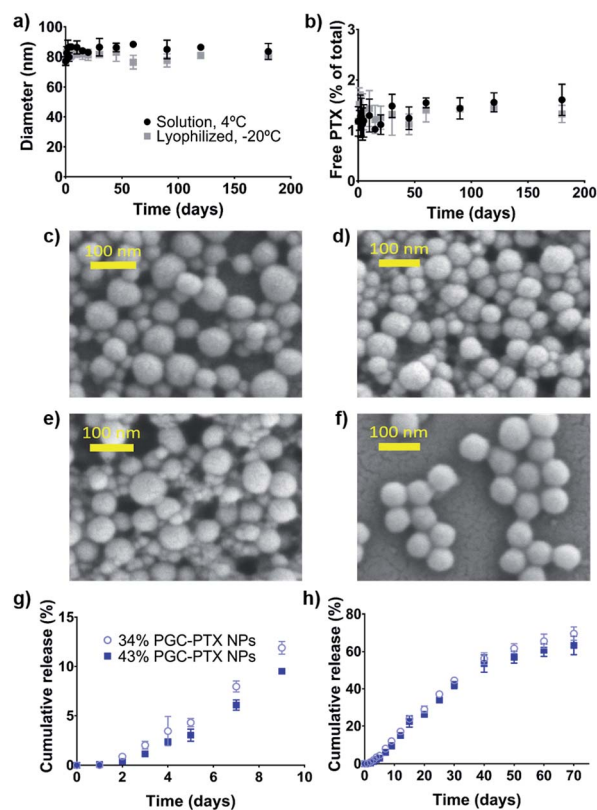 a)
Diameter (nm)
100
80
60
40
20
0
Solution, 4ºC
Lyophilized, -20ºC
0 50 100 150 200
Time (days)
b)
Free PTX (% of total)
3
2
1
0
0 50 100 150 200
Time (days)
c)
100 nm
d)
100 nm
e)
100 nm
f)
100 nm
g)
Cumulative release (%)
15
10
5
0
34% PGC-PTX NPs
43% PGC-PTX NPs
0 2 4 6 8 10
Time (days)
h)
Cumulative release (%)
80
60
40
20
0
0 10 20 30 40 50 60 70
Time (days)